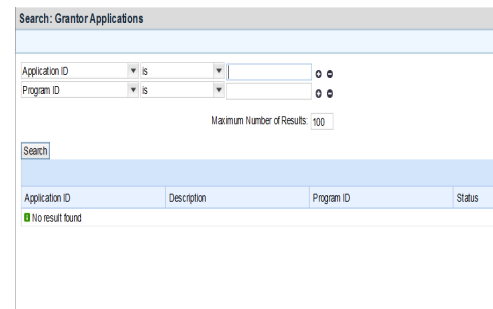 Search: Grantor Applications
Application ID is
Program ID is
Maximum Number of Results: 100
Search
Application ID Description Program ID Status
No result found